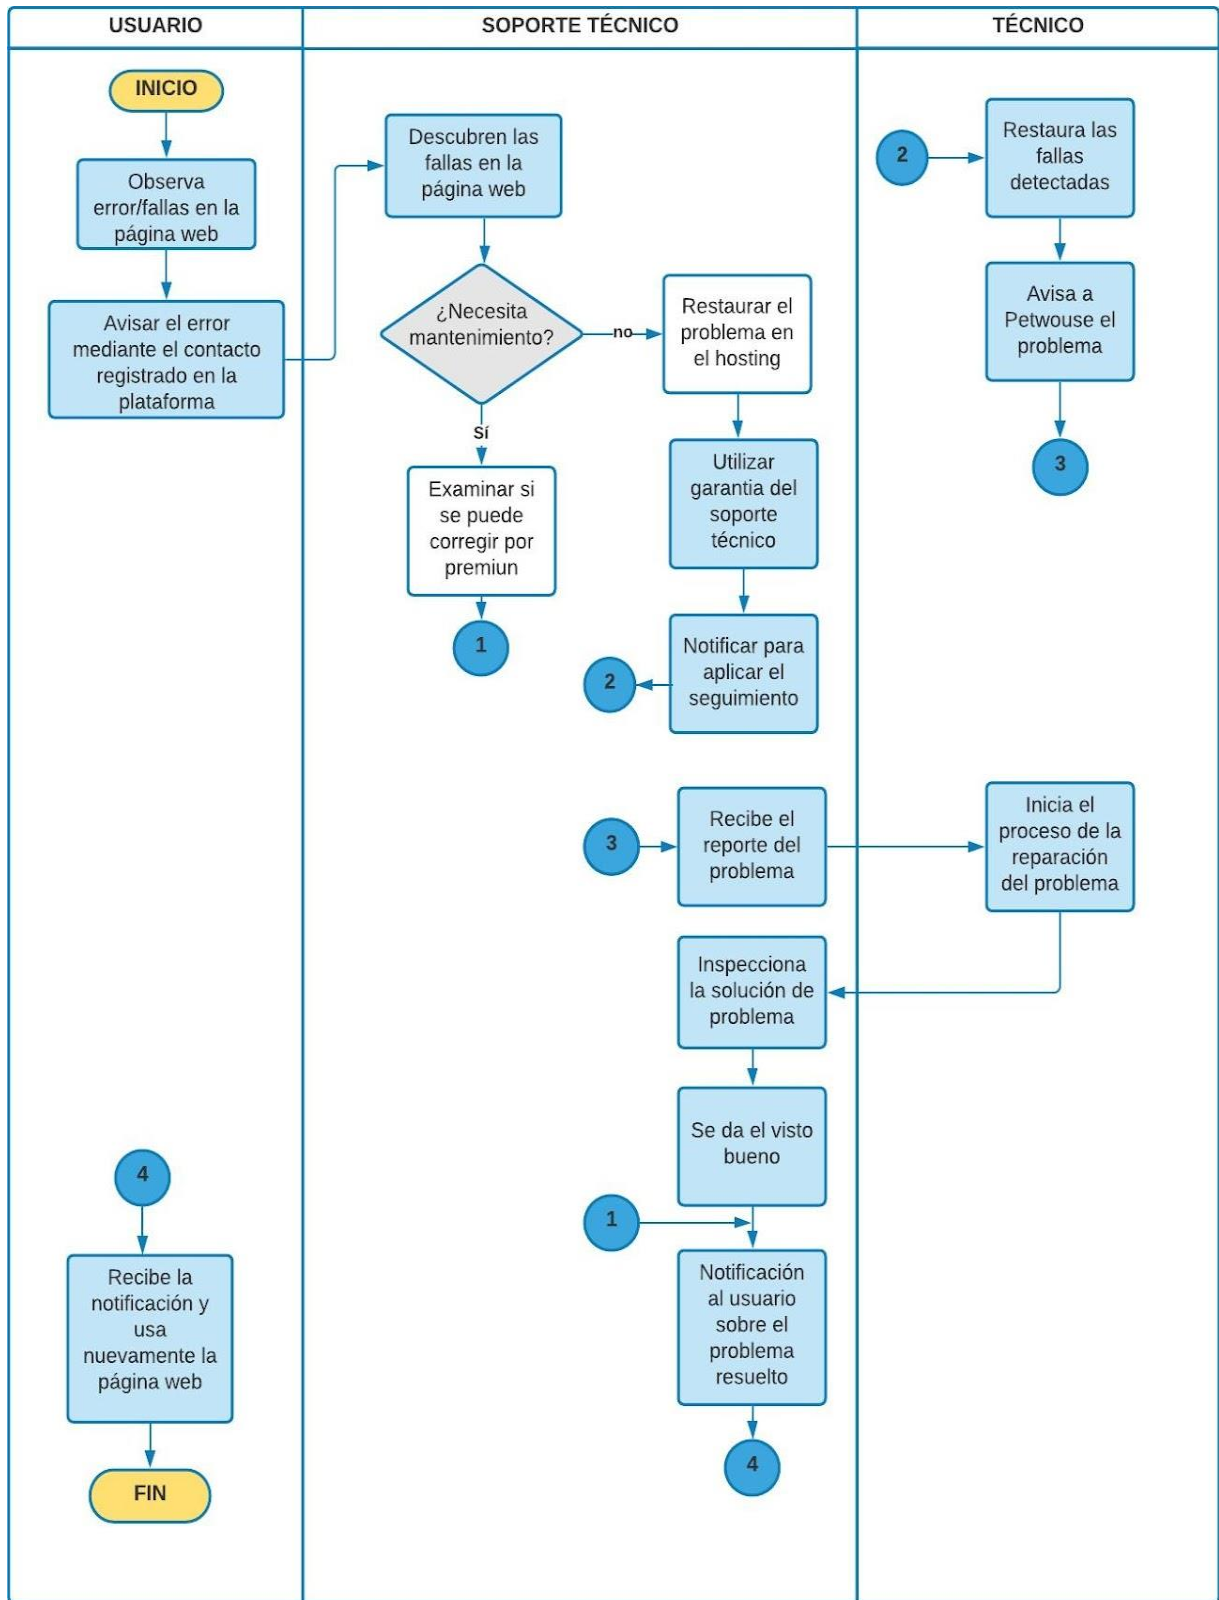 USUARIO
SOPORTE TÉCNICO
TÉCNICO
INICIO
Observa
error/fallas en la
página web
Avisar el error
mediante el contacto
registrado en la
plataforma
Descubren las
fallas en la
página web
¿Necesita
mantenimiento?
no
Sí
Restaurar el
problema en
el hosting
Examinar si
se puede
corregir por
premiun
1
Utilizar
garantia del
soporte
técnico
Notificar para
aplicar el
seguimiento
2
2
Restaura las
fallas
detectadas
Avisa a
Petwouse el
problema
3
3
Recibe el
reporte del
problema
Inicia el
proceso de la
reparación
del problema
Inspecciona
la solución de
problema
Se da el visto
bueno
1
Notificación
al usuario
sobre el
problema
resuelto
4
4
Recibe la
notificación y
usa
nuevamente la
página web
FIN